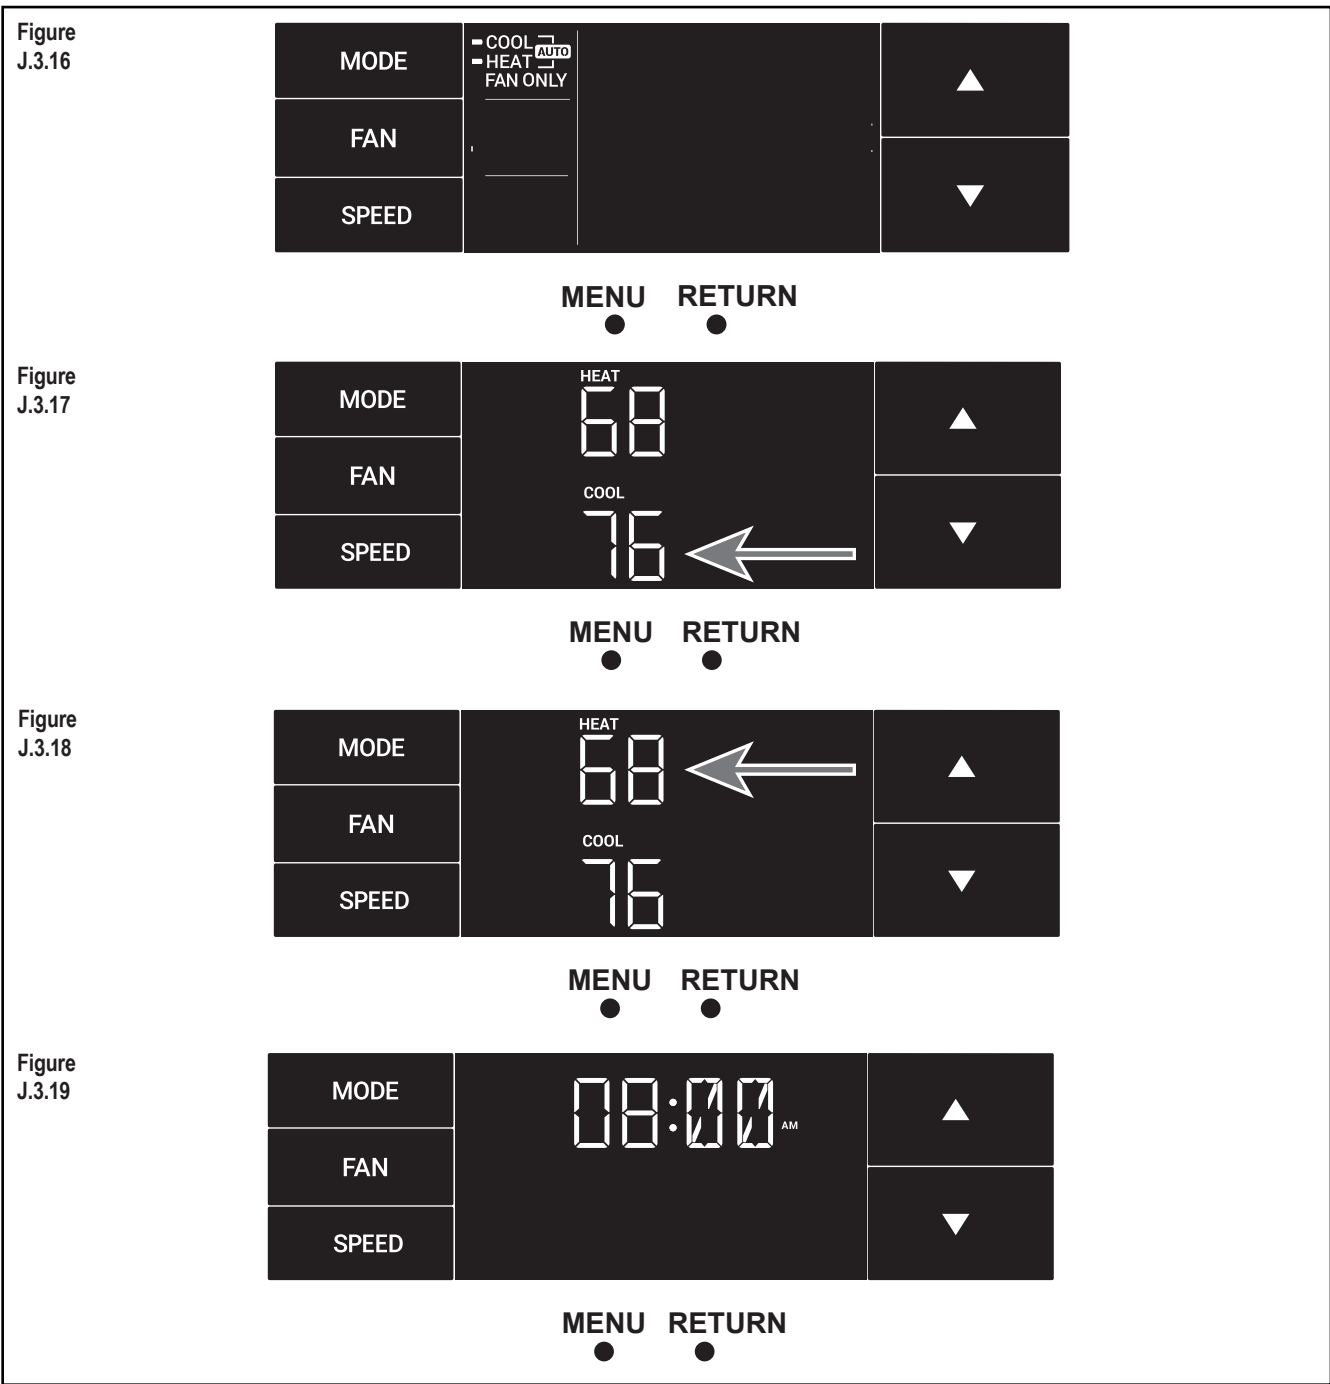 Figure
J.3.16
MODE
FAN
SPEED
COOL
AUTO
HEAT
FAN ONLY
▲
▼
MENU RETURN
Figure
J.3.17
MODE
FAN
SPEED
HEAT
68
COOL
76
▲
▼
MENU RETURN
Figure
J.3.18
MODE
FAN
SPEED
HEAT
68
COOL
76
▲
▼
MENU RETURN
Figure
J.3.19
MODE
FAN
SPEED
08:00 AM
▲
▼
MENU RETURN